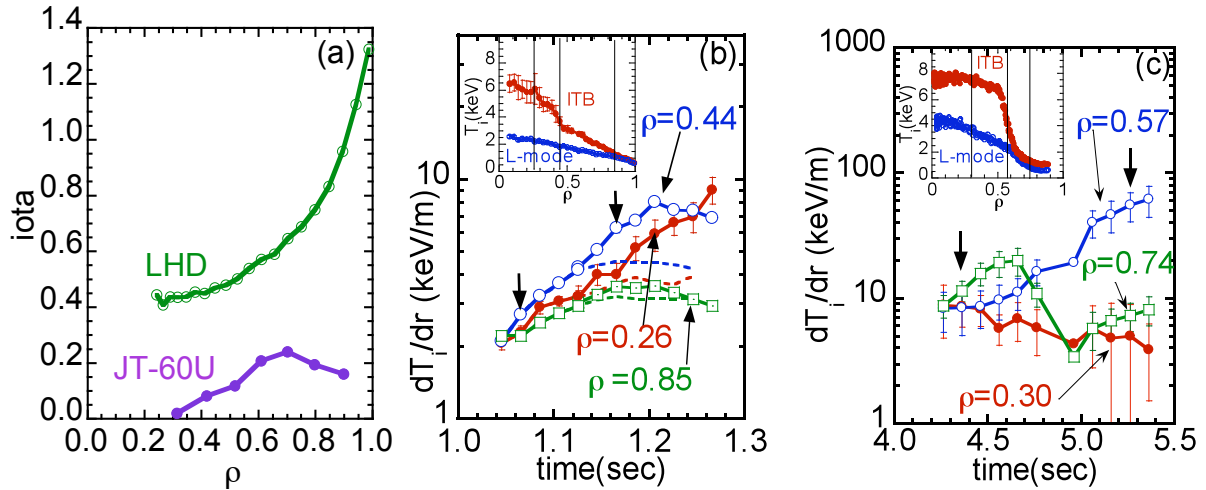 (a)
1.4
1.2
1.0
0.8
0.6
0.4
0.2
0.0
iota
LHD
JT-60U
0.0 0.2 0.4 0.6 0.8 1.0
ρ
(b)
8
6
4
2
0
T_i(keV)
ITB
L-mode
0 0.5 1
ρ
ρ=0.44
ρ=0.26
ρ =0.85
10
1
dT_i/dr (keV/m)
1.0 1.1 1.2 1.3
time(sec)
(c)
8
6
4
2
0
T_i(keV)
ITB
L-mode
0 0.5 1
ρ
ρ=0.57
ρ=0.74
ρ=0.30
1000
100
10
1
dT_i/dr (keV/m)
4.0 4.5 5.0 5.5
time(sec)